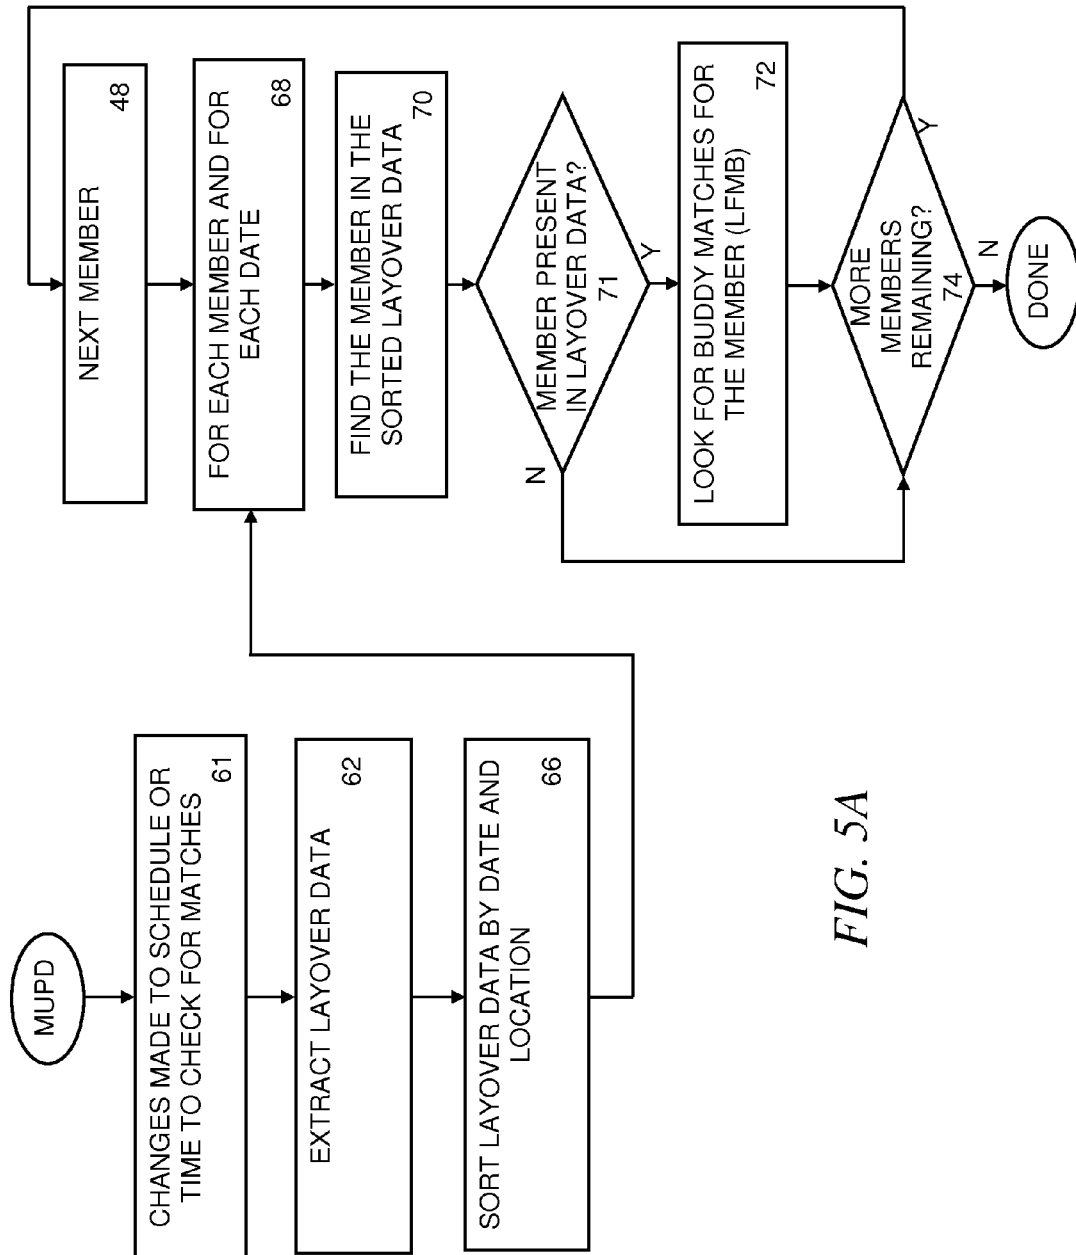 MUPD
CHANGES MADE TO SCHEDULE OR
TIME TO CHECK FOR MATCHES
61
EXTRACT LAYOVER DATA
62
SORT LAYOVER DATA BY DATE AND
LOCATION
66
NEXT MEMBER
48
FOR EACH MEMBER AND FOR
EACH DATE
68
FIND THE MEMBER IN THE
SORTED LAYOVER DATA
70
MEMBER PRESENT
IN LAYOVER DATA?
71
N
Y
LOOK FOR BUDDY MATCHES FOR
THE MEMBER (LFMB)
72
MORE
MEMBERS
REMAINING?
74
Y
N
DONE
FIG. 5A